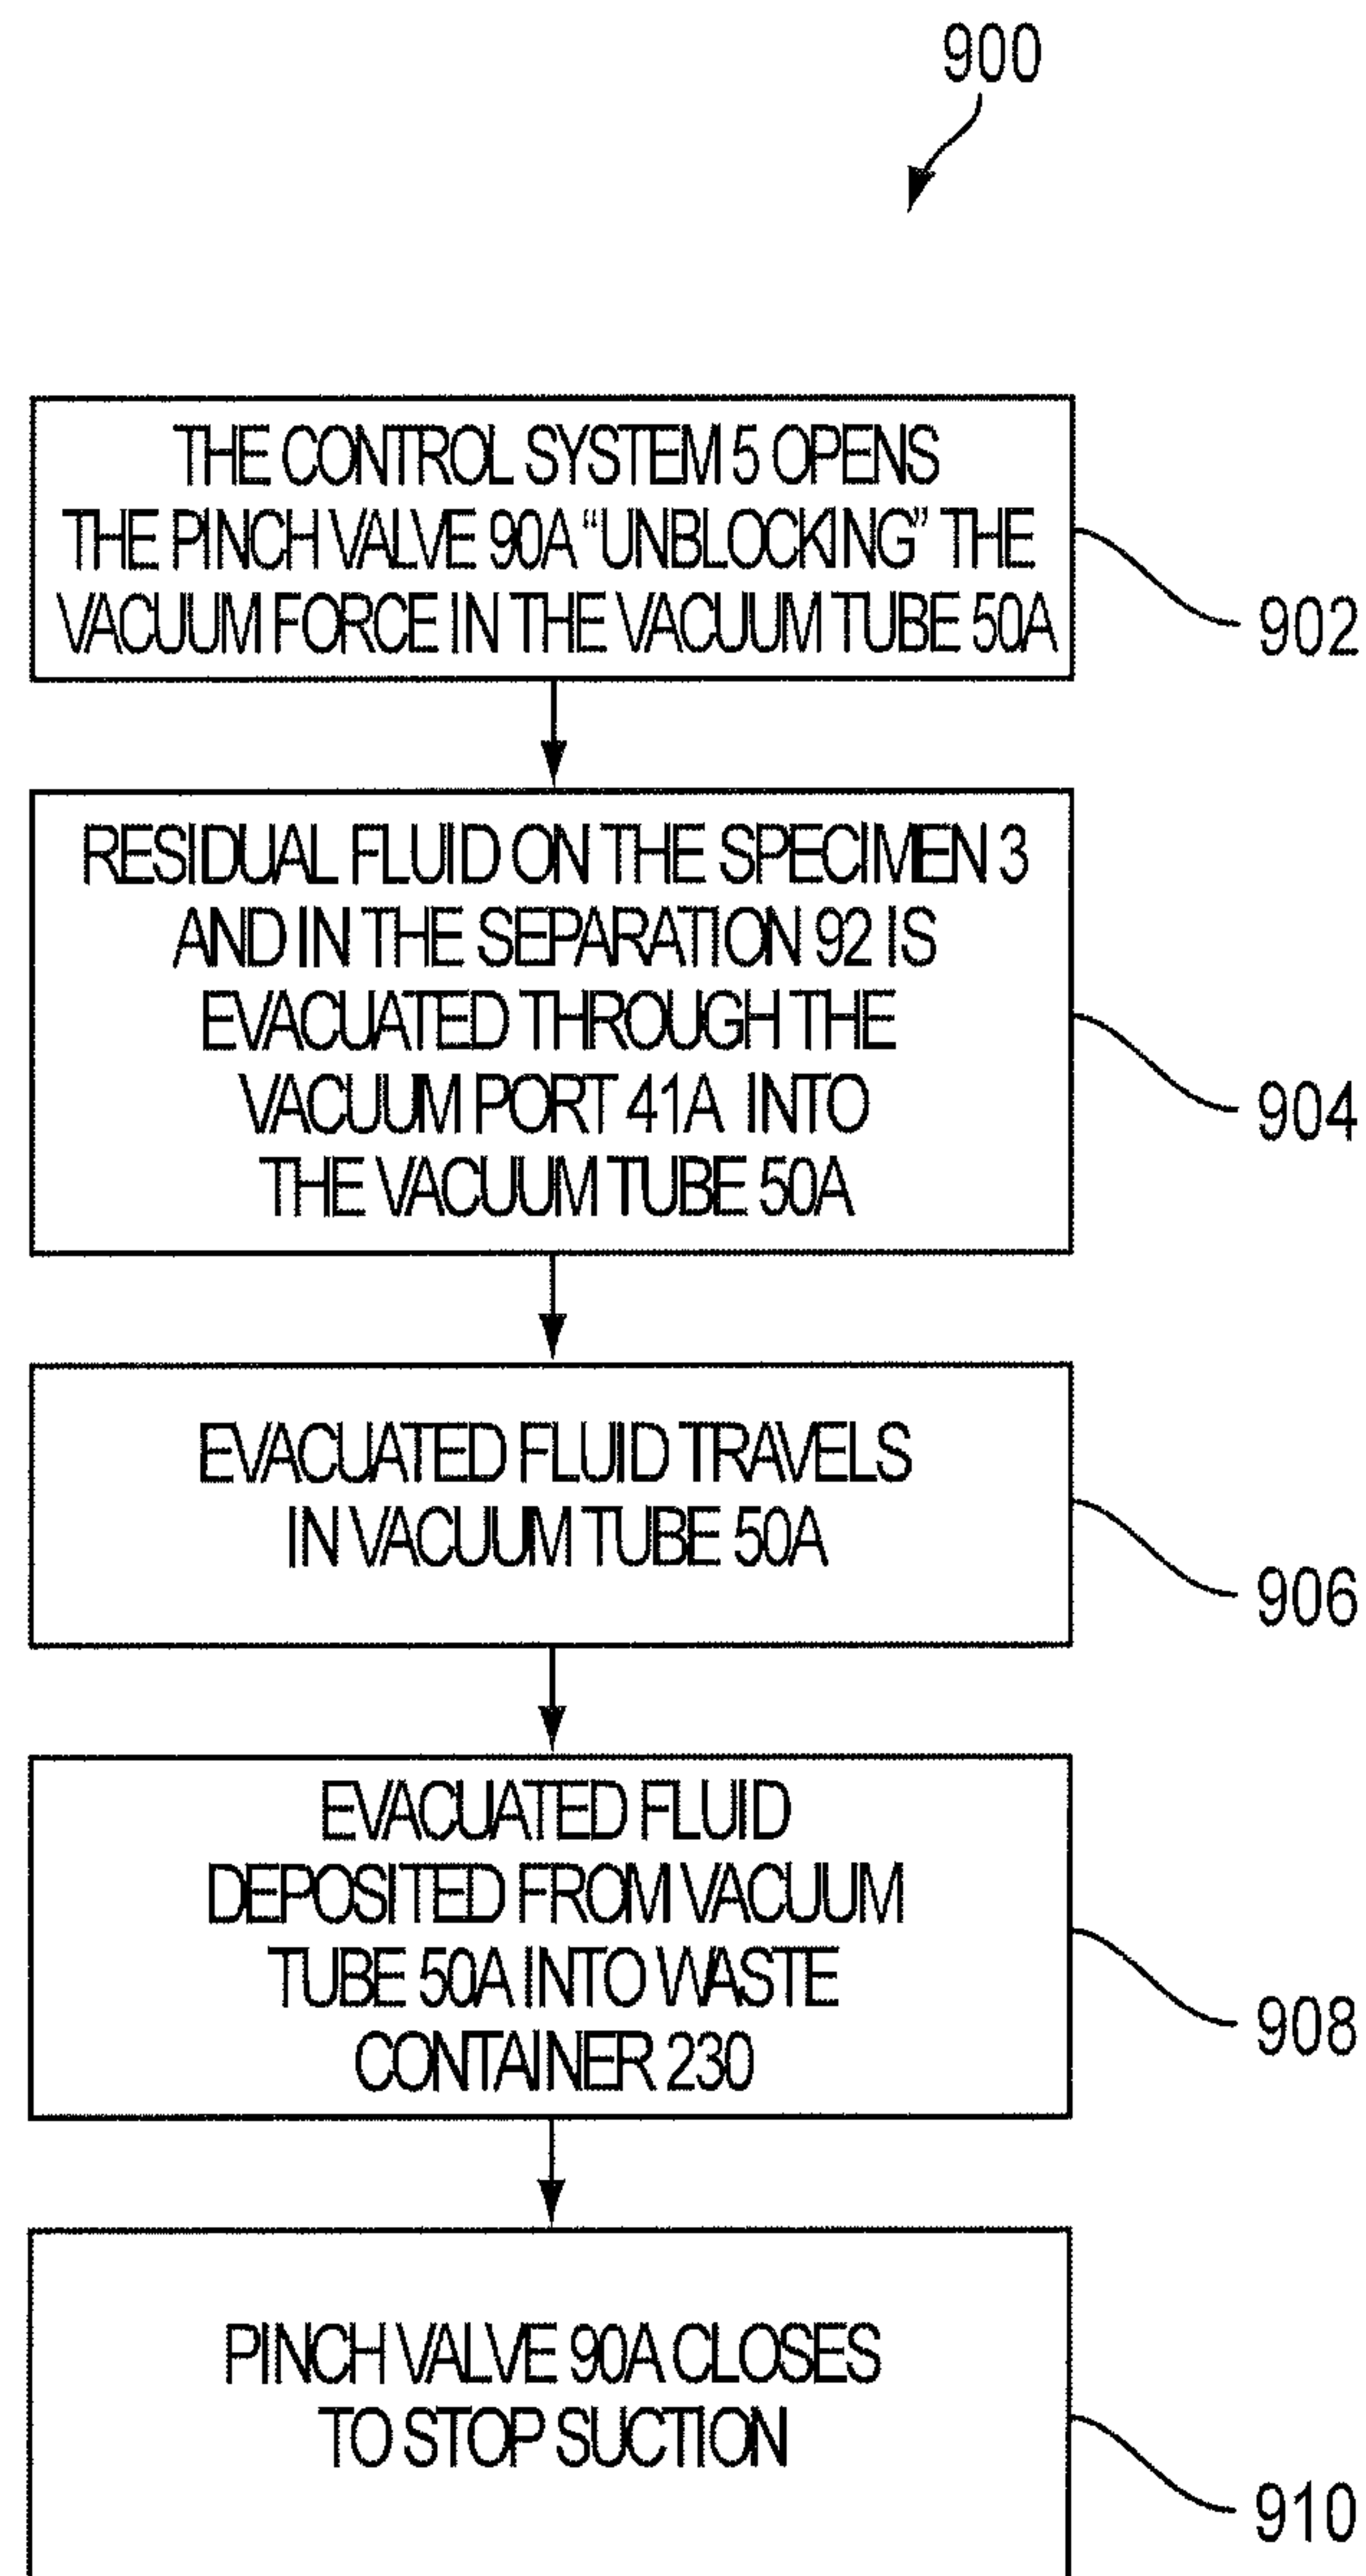 900
THE CONTROL SYSTEM 5 OPENS
THE PINCH VALVE 90A “UNBLOCKING” THE
VACUUM FORCE IN THE VACUUM TUBE 50A
902
RESIDUAL FLUID ON THE SPECIMEN 3
AND IN THE SEPARATION 92 IS
EVACUATED THROUGH THE
VACUUM PORT 41A INTO
THE VACUUM TUBE 50A
904
EVACUATED FLUID TRAVELS
IN VACUUM TUBE 50A
906
EVACUATED FLUID
DEPOSITED FROM VACUUM
TUBE 50A INTO WASTE
CONTAINER 230
908
PINCH VALVE 90A CLOSES
TO STOP SUCTION
910